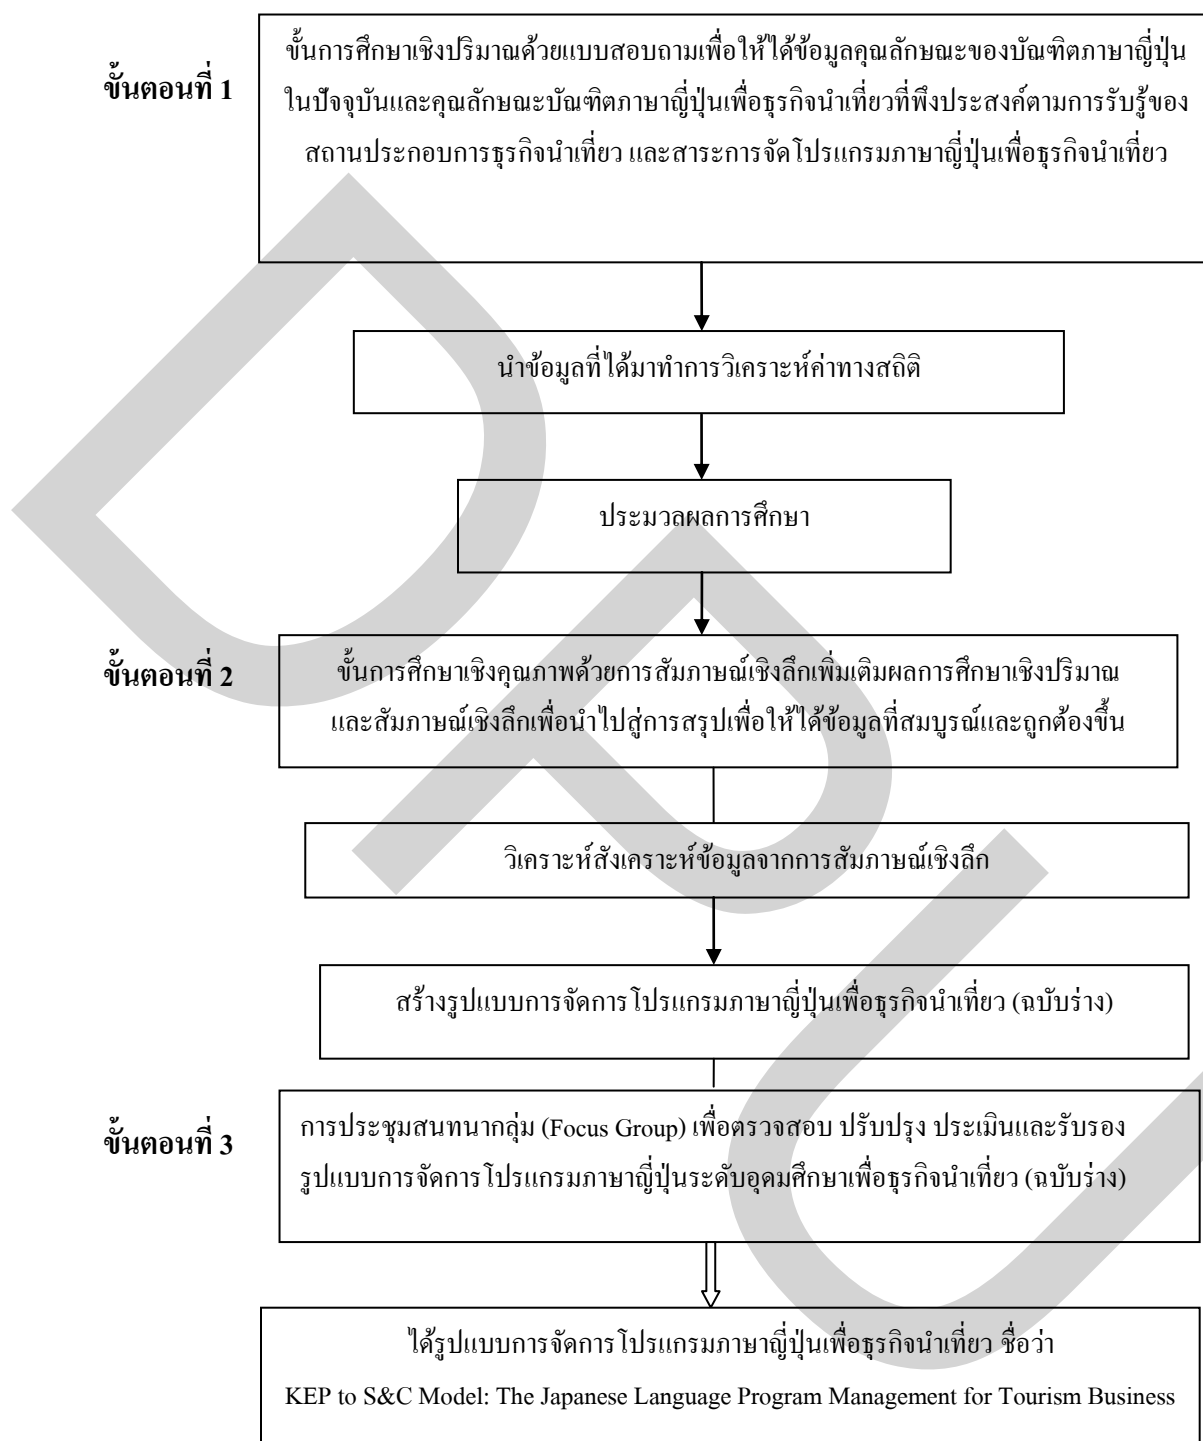 ขั้นตอนที่ 1
ขั้นการศึกษาเชิงปริมาณด้วยแบบสอบถามเพื่อให้ได้ข้อมูลคุณลักษณะของบัณฑิตภาษาญี่ปุ่น
ในปัจจุบันและคุณลักษณะบัณฑิตภาษาญี่ปุ่นเพื่อธุรกิจนำเที่ยวที่พึงประสงค์ตามการรับรู้ของ
สถานประกอบการธุรกิจนำเที่ยว และสาระการจัดโปรแกรมภาษาญี่ปุ่นเพื่อธุรกิจนำเที่ยว
นำข้อมูลที่ได้มาทำการวิเคราะห์ค่าทางสถิติ
ประมวลผลการศึกษา
ขั้นตอนที่ 2
ขั้นการศึกษาเชิงคุณภาพด้วยการสัมภาษณ์เชิงลึกเพิ่มเติมผลการศึกษาเชิงปริมาณ
และสัมภาษณ์เชิงลึกเพื่อนำไปสู่การสรุปเพื่อให้ได้ข้อมูลที่สมบูรณ์และถูกต้องขึ้น
วิเคราะห์สังเคราะห์ข้อมูลจากการสัมภาษณ์เชิงลึก
สร้างรูปแบบการจัดการโปรแกรมภาษาญี่ปุ่นเพื่อธุรกิจนำเที่ยว (ฉบับร่าง)
ขั้นตอนที่ 3
การประชุมสนทนากลุ่ม (Focus Group) เพื่อตรวจสอบ ปรับปรุง ประเมินและรับรอง
รูปแบบการจัดการโปรแกรมภาษาญี่ปุ่นระดับอุดมศึกษาเพื่อธุรกิจนำเที่ยว (ฉบับร่าง)
ได้รูปแบบการจัดการโปรแกรมภาษาญี่ปุ่นเพื่อธุรกิจนำเที่ยว ชื่อว่า
KEP to S&C Model: The Japanese Language Program Management for Tourism Business
DPU